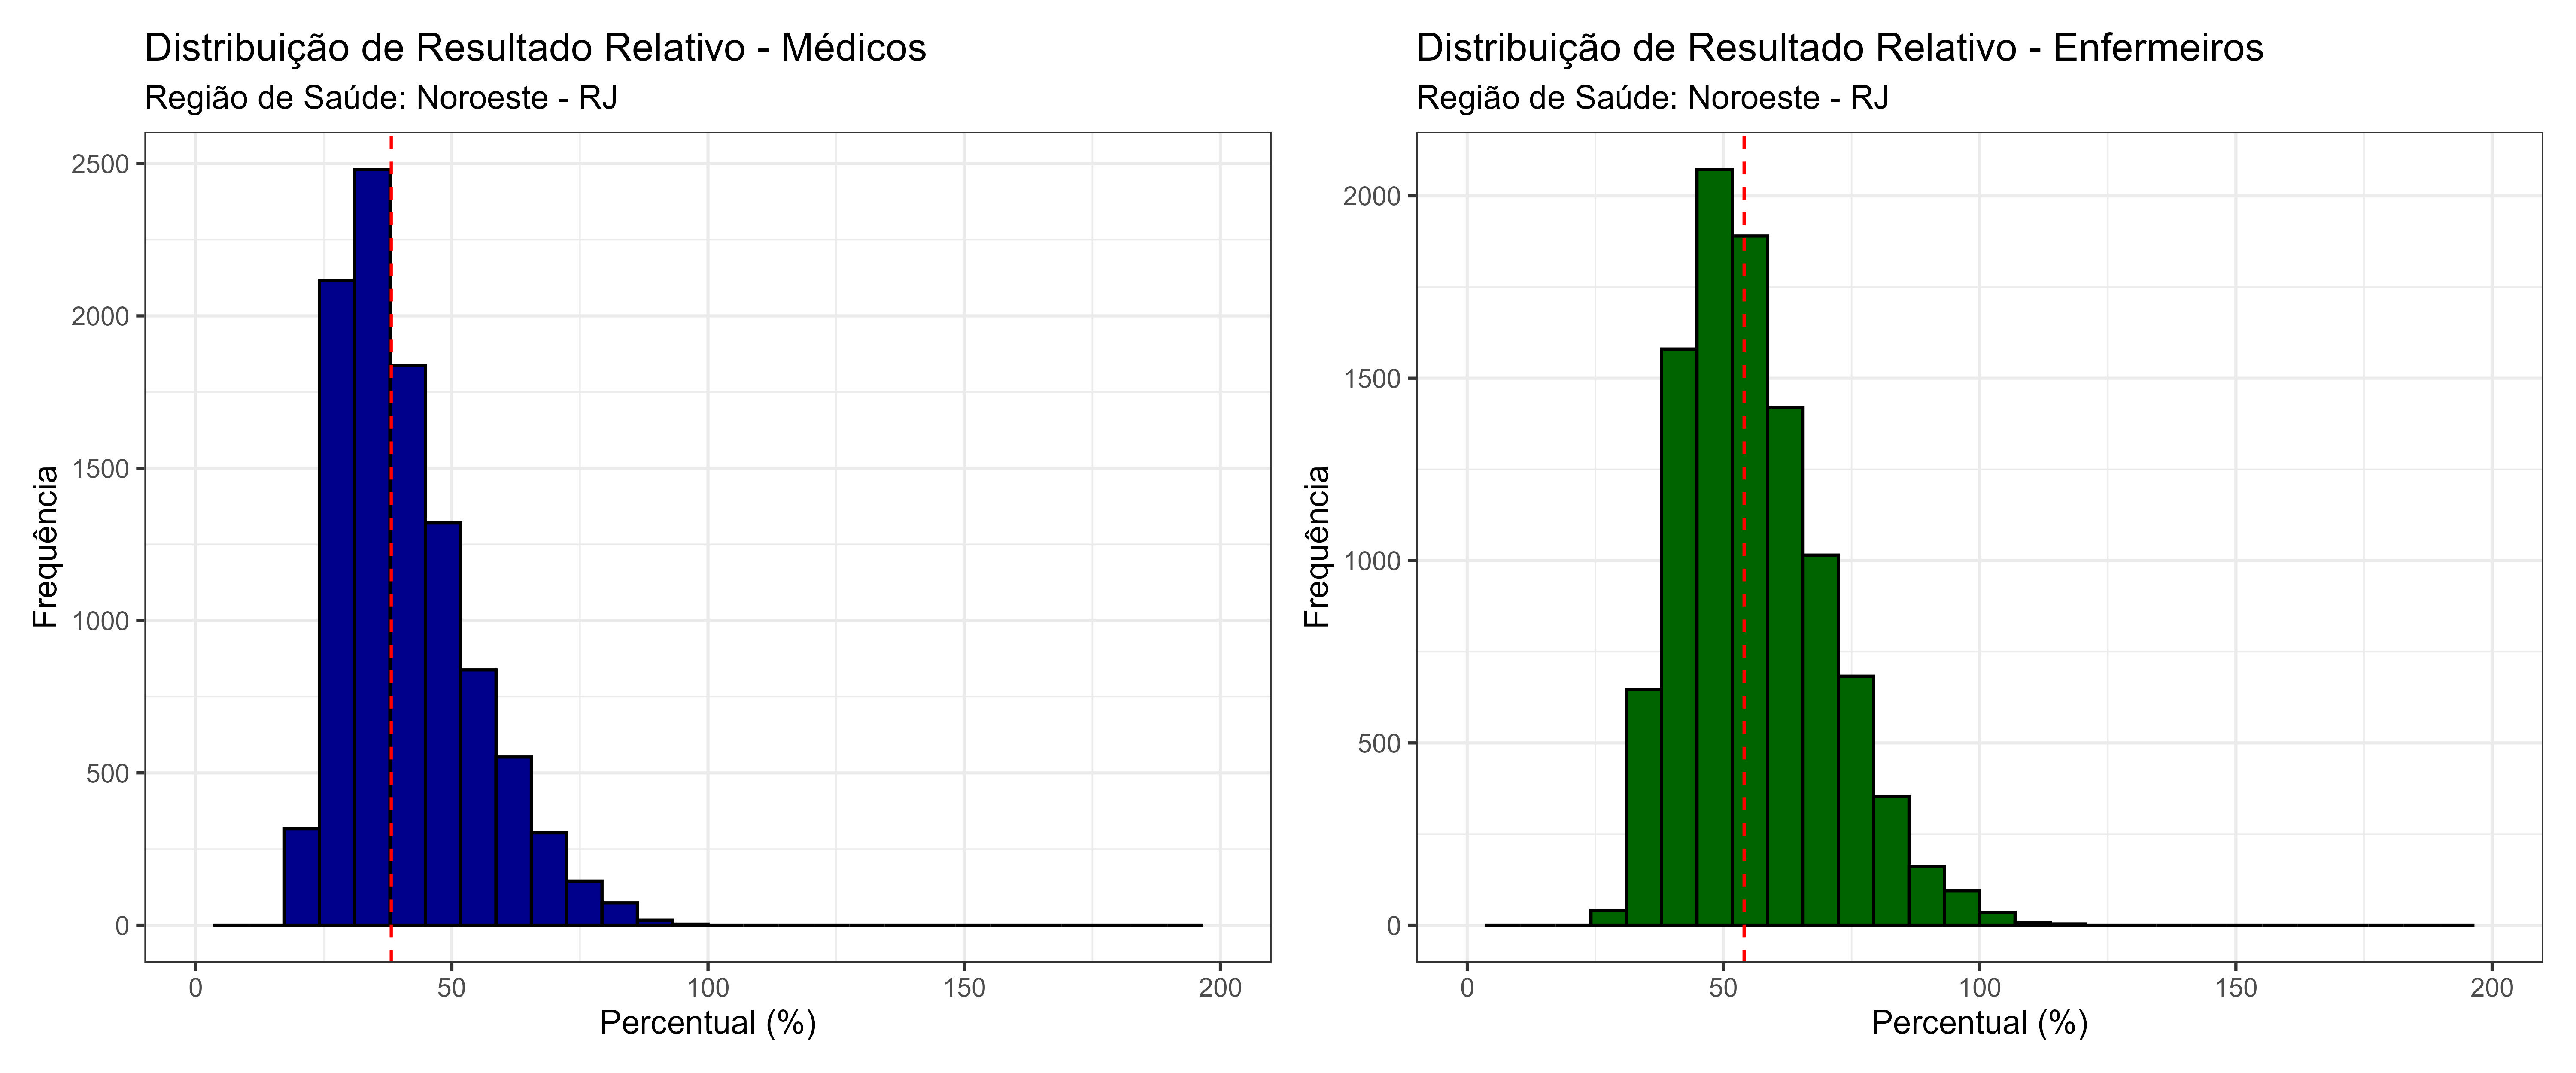 Distribuição de Resultado Relativo - Médicos
Região de Saúde: Noroeste - RJ
Frequência
2500
2000
1500
1000
500
0
0 50 100 150 200
Percentual (%)
Distribuição de Resultado Relativo - Enfermeiros
Região de Saúde: Noroeste - RJ
Frequência
2000
1500
1000
500
0
0 50 100 150 200
Percentual (%)